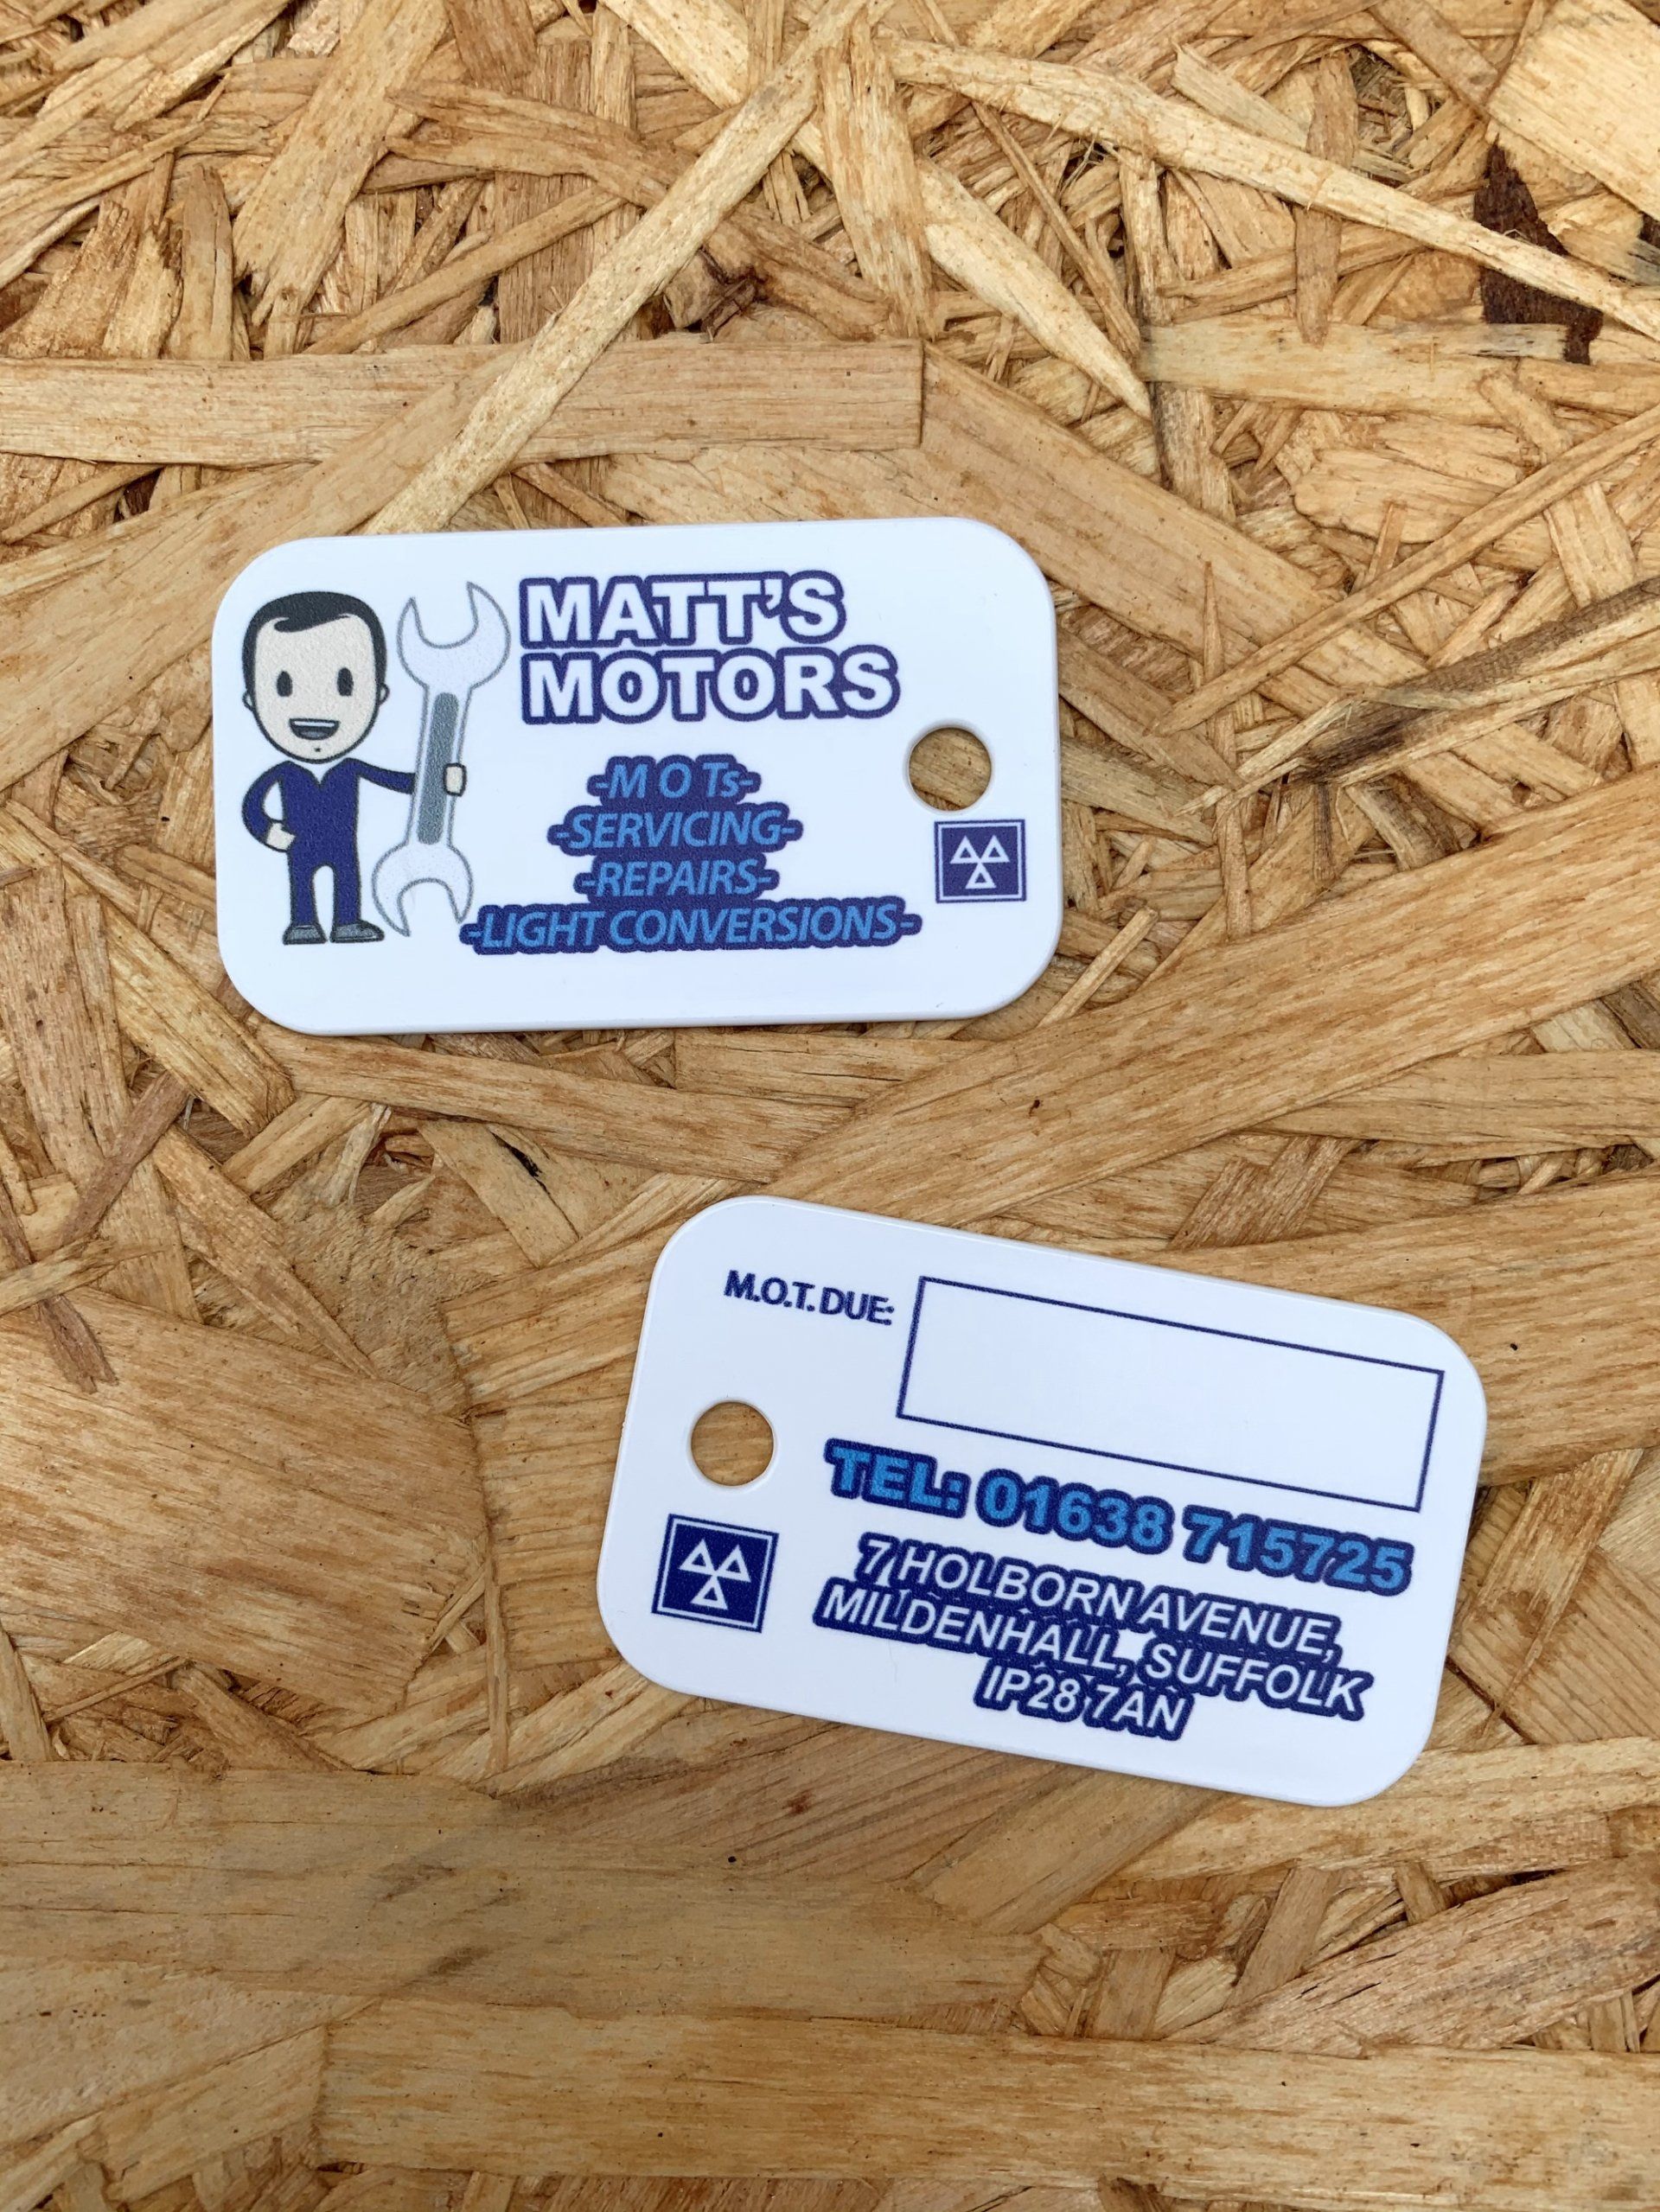 MATT'S
MOTORS
-M O Ts-
-SERVICING-
-REPAIRS-
-LIGHT CONVERSIONS-
M.O.T. DUE:
TEL: 01638 715725
7 HOLBORN AVENUE,
MILDENHALL, SUFFOLK
IP28 7AN